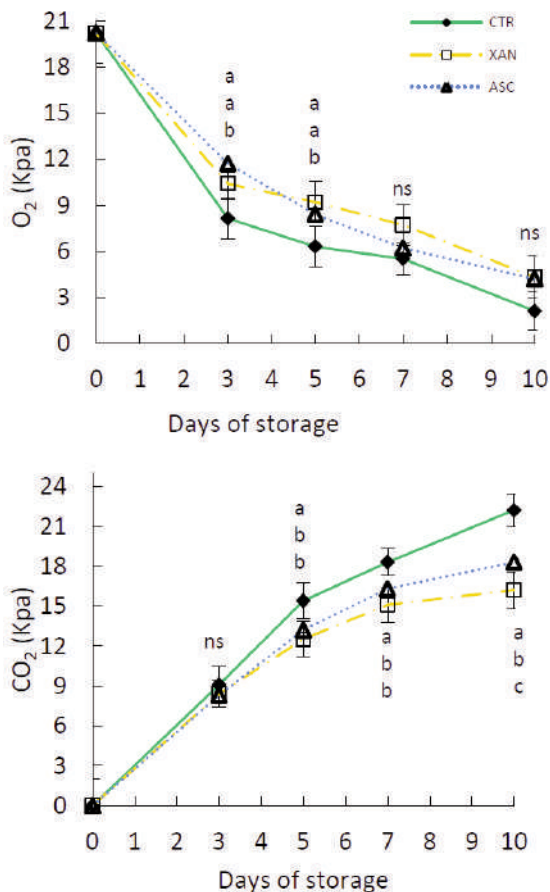 21
18
15
12
9
6
3
0
O2 (Kpa)
CTR
XAN
ASC
a
a
b
a
a
b
ns
ns
0 1 2 3 4 5 6 7 8 9 10
Days of storage
24
21
18
15
12
9
6
3
0
CO2 (Kpa)
ns
a
b
b
a
b
b
a
b
c
0 1 2 3 4 5 6 7 8 9 10
Days of storage